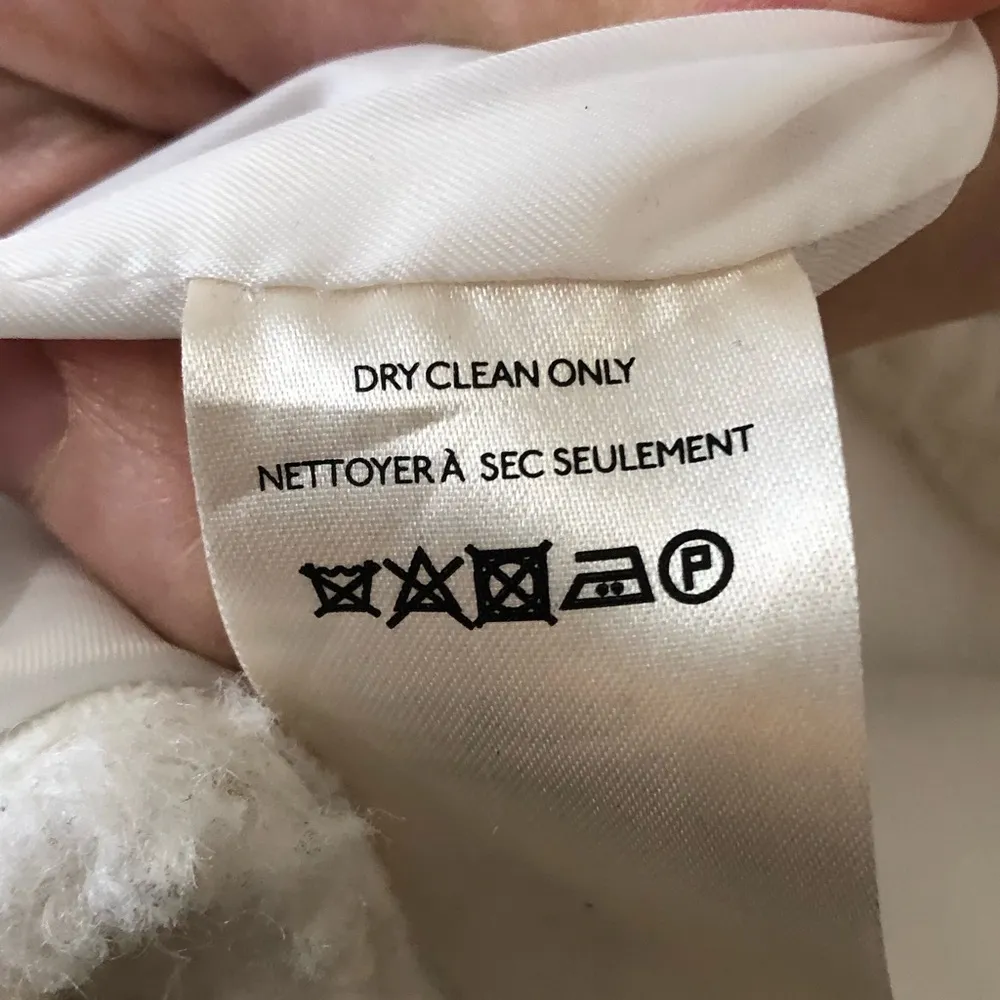 DRY CLEAN ONLY
NETTOYER À SEC SEULEMENT
P